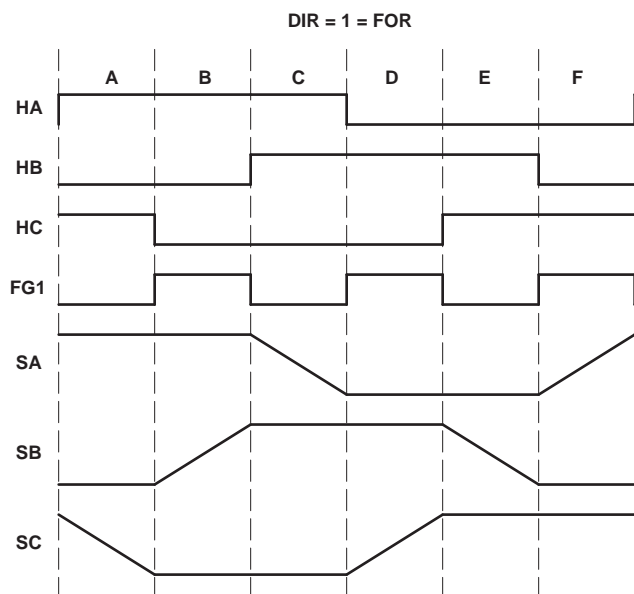 DIR = 1 = FOR
A B C D E F
HA
HB
HC
FG1
SA
SB
SC